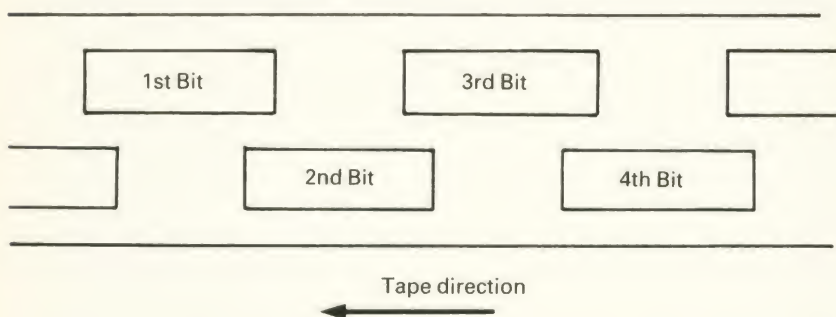 1st Bit
3rd Bit
2nd Bit
4th Bit
Tape direction